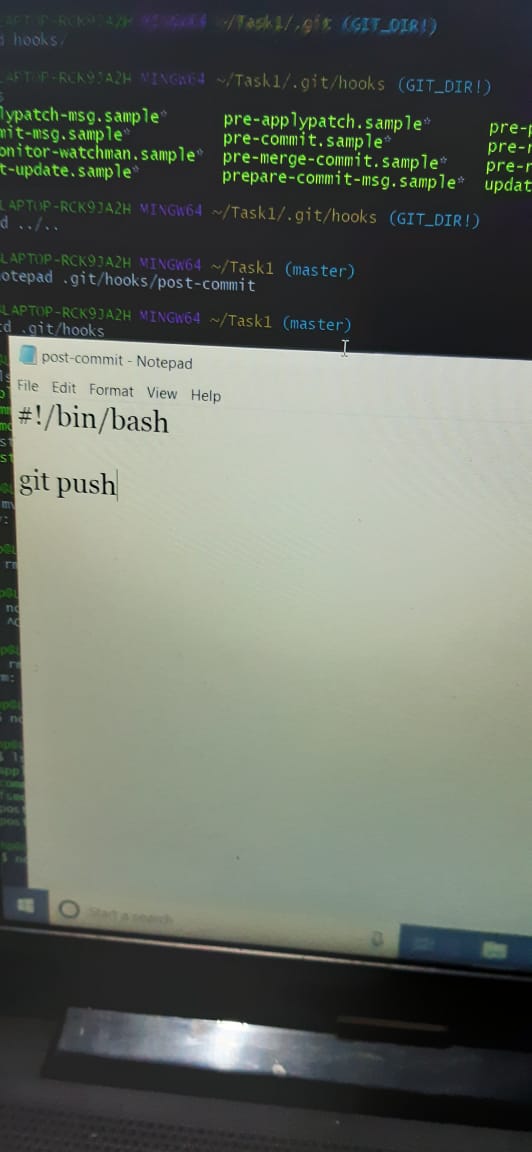 ~/Task1/.git (GIT_DIR!)
hooks/
LAPTOP-RCK9JA2H MINGW64 ~/Task1/.git/hooks (GIT_DIR!)
lypatch-msg.sample* pre-applypatch.sample* pre-p
mit-msg.sample* pre-commit.sample* pre-r
onitor-watchman.sample* pre-merge-commit.sample* pre-r
t-update.sample* prepare-commit-msg.sample* updat
LAPTOP-RCK9JA2H MINGW64 ~/Task1/.git/hooks (GIT_DIR!)
d ../..
LAPTOP-RCK9JA2H MINGW64 ~/Task1 (master)
otepad .git/hooks/post-commit
LAPTOP-RCK9JA2H MINGW64 ~/Task1 (master)
cd .git/hooks
post-commit - Notepad
File Edit Format View Help
#!/bin/bash
git push
Start a search